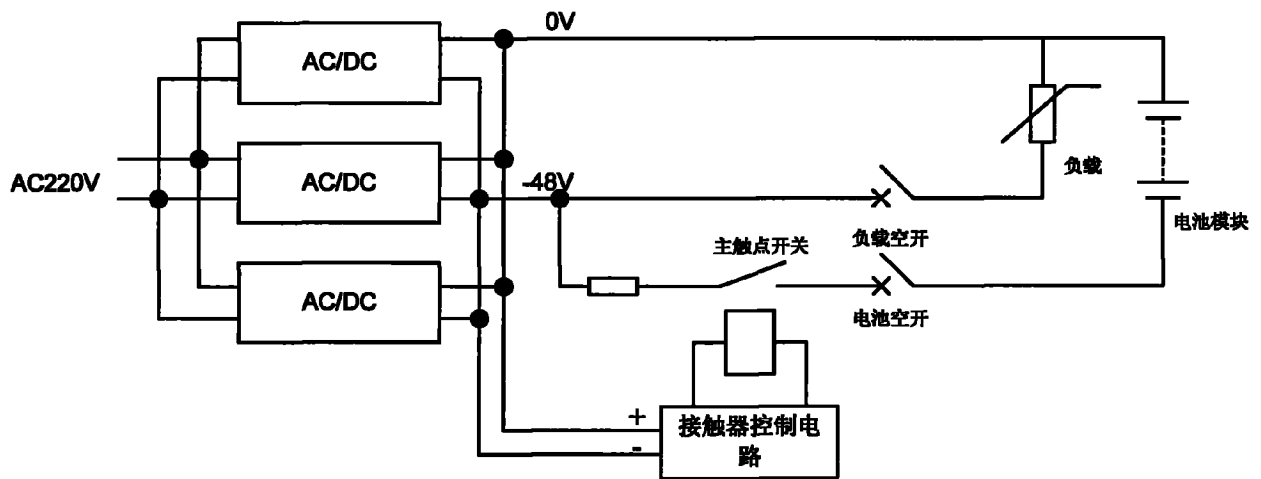 0V
AC/DC
AC220V
AC/DC
-48V
负载
电池模块
主触点开关
负载空开
AC/DC
电池空开
+
-
接触器控制电
路